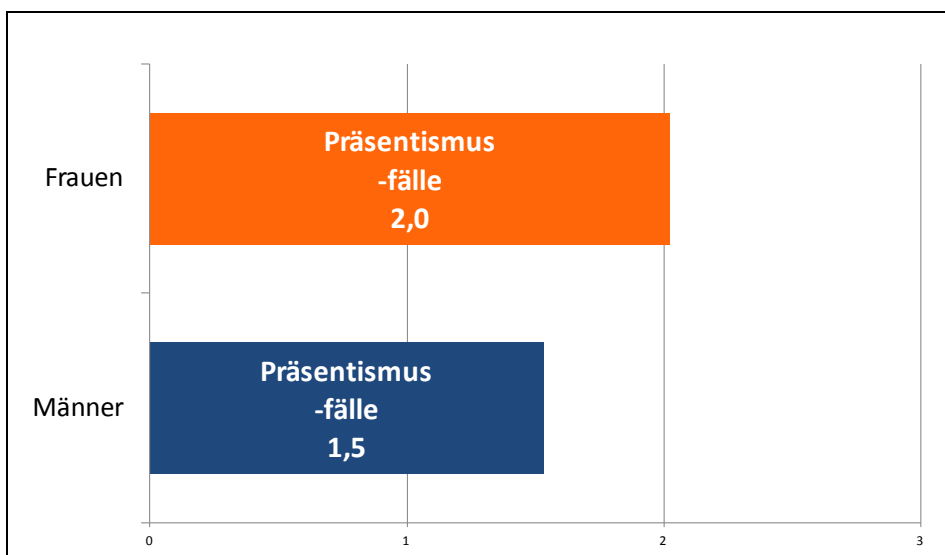 Frauen
Präsentismus
-fälle
2,0
Männer
Präsentismus
-fälle
1,5
0
1
2
3